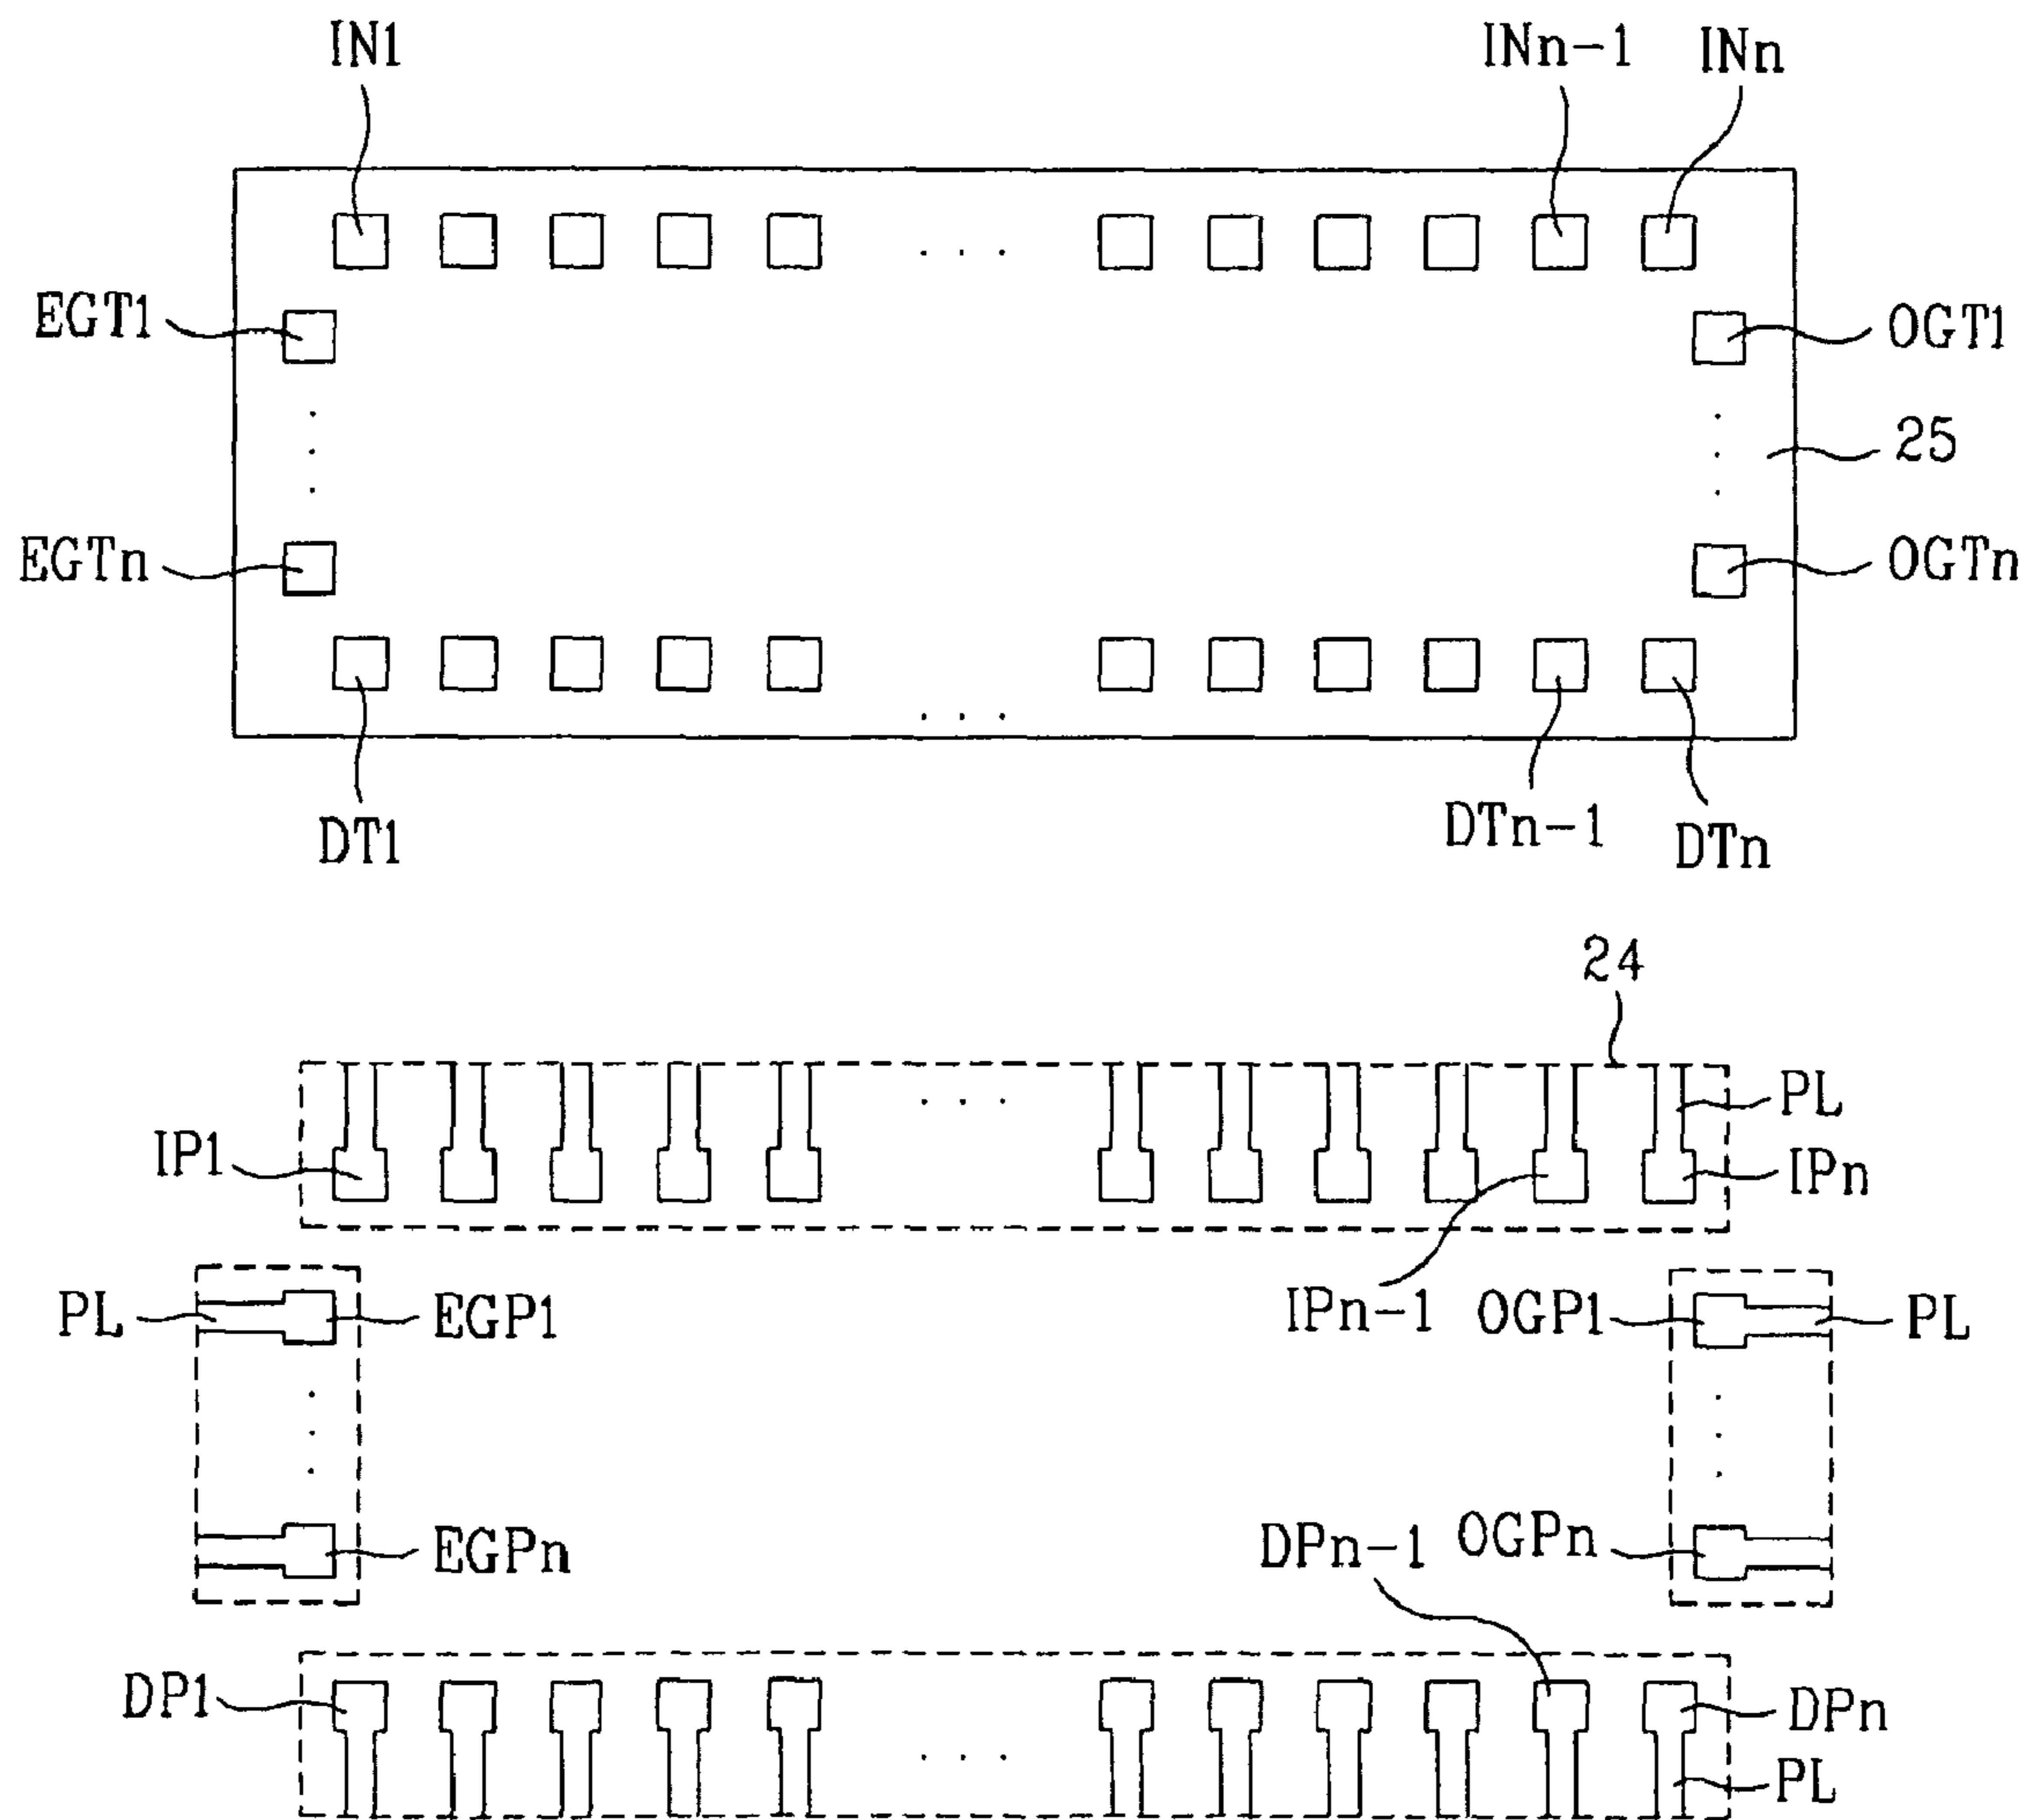 IN1
INn-1
INn
EGT1
OGT1
25
EGTn
OGTn
DT1
DTn-1
DTn
24
PL
IP1
IPn
IPn-1
PL
EGP1
OGP1
PL
EGPn
DPn-1
OGPn
DP1
DPn
PL